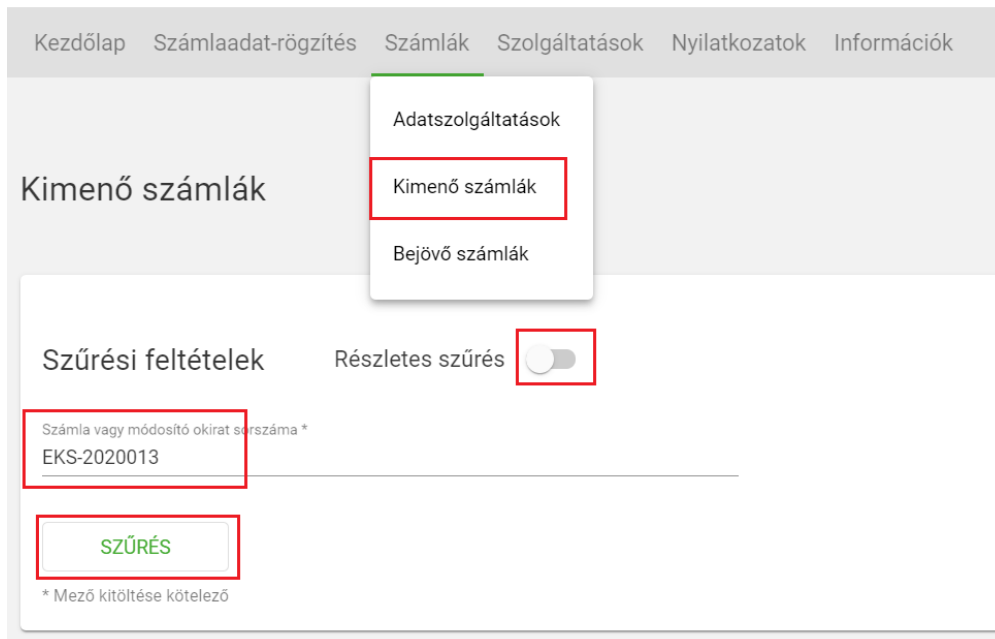 Kezdőlap Számlaadat-rögzítés Számlák Szolgáltatások Nyilatkozatok Információk
Adatszolgáltatások
Kimenő számlák
Bejövő számlák
Kimenő számlák
Szűrési feltételek Részletes szűrés
Számla vagy módosító okirat sorszáma *
EKS-2020013
SZŰRÉS
* Mező kitöltése kötelező